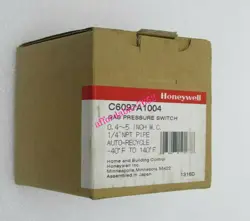 Honeywell
C6097A1004
GAS PRESSURE SWITCH
0.4~5 INCH W.C.
1/4 NPT PIPE
AUTO-RECYCLE
-40°F TO 140°F
Home and Building Control
Honeywell Inc.
Minneapolis, Minnesota 55422
Assembled in Japan